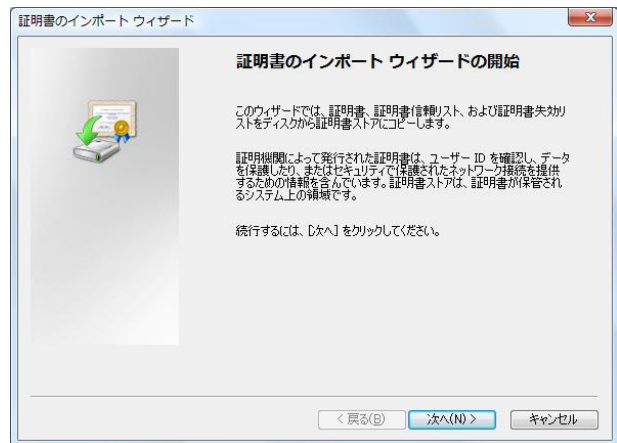 証明書のインポート ウィザード
証明書のインポート ウィザードの開始
このウィザードでは、証明書、証明書信頼リスト、および証明書失効リ
ストをディスクから証明書ストアにコピーします。
証明機関によって発行された証明書は、ユーザー ID を確認し、データ
を保護したり、またはセキュリティで保護されたネットワーク接続を提供
するための情報を含んでいます。証明書ストアは、証明書が保管され
るシステム上の領域です。
続行するには、[次へ] をクリックしてください。
< 戻る(B) 次へ(N) > キャンセル